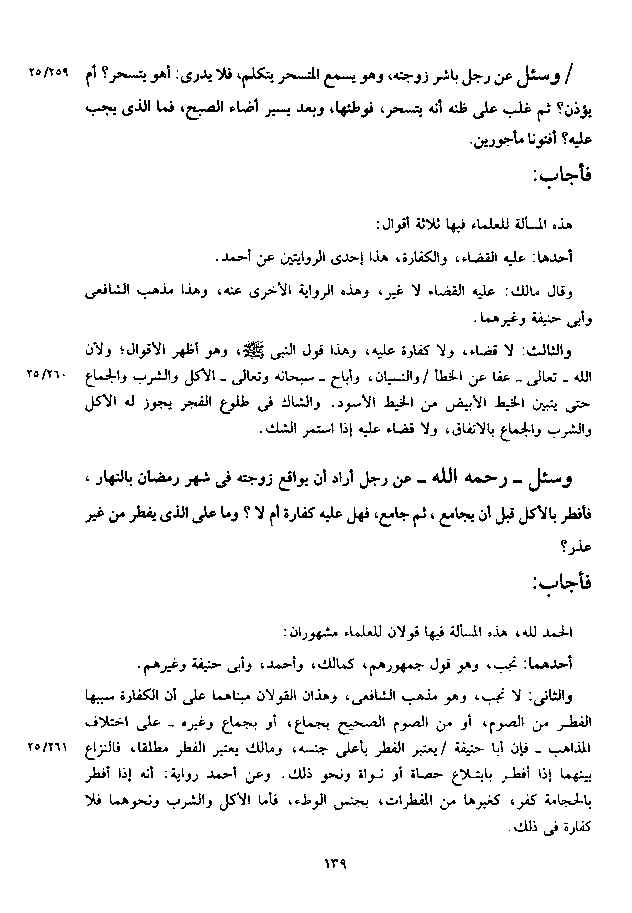 ٢٥/٢٥٩ / وسئل عن رجل باشر زوجته، وهو يسمع المتسحر يتكلم، فلا يدرى: أهو يتسحر؟ أم
يؤذن؟ ثم غلب على ظنه أنه يتسحر، فوطئها، وبعد يسير أضاء الصبح، فما الذى يجب
عليه؟ أفتونا مأجورين.
فأجاب:
هذه المسألة للعلماء فيها ثلاثة أقوال:
أحدها: عليه القضاء، والكفارة، هذا إحدى الروايتين عن أحمد.
وقال مالك: عليه القضاء لا غير، وهذه الرواية الأخرى عنه، وهذا مذهب الشافعى
وأبى حنيفة وغيرهما.
والثالث: لا قضاء، ولا كفارة عليه، وهذا قول النبى ﷺ، وهو أظهر الأقوال؛ ولأن
٢٥/٢٦٠ الله ـ تعالى ـ عفا عن الخطأ / والنسيان، وأباح ـ سبحانه وتعالى ـ الأكل والشرب والجماع
حتى يتبين الخيط الأبيض من الخيط الأسود. والشاك فى طلوع الفجر يجوز له الأكل
والشرب والجماع بالاتفاق، ولا قضاء عليه إذا استمر الشك.
وسئل ـ رحمه الله ـ عن رجل أراد أن يواقع زوجته فى شهر رمضان بالنهار ،
فأفطر بالأكل قبل أن يجامع ، ثم جامع، فهل عليه كفارة أم لا ؟ وما على الذى يفطر من غير
عذر؟
فأجاب:
الحمد لله، هذه المسألة فيها قولان للعلماء مشهوران:
أحدهما: تجب، وهو قول جمهورهم، كمالك، وأحمد، وأبى حنيفة وغيرهم.
والثانى: لا تجب، وهو مذهب الشافعى، وهذان القولان مبناهما على أن الكفارة سببها
الفطر من الصوم، أو من الصوم الصحيح بجماع، أو بجماع وغيره ـ على اختلاف
٢٥/٢٦١ المذاهب ـ فإن أبا حنيفة / يعتبر الفطر بأعلى جنسه، ومالك يعتبر الفطر مطلقا، فالنزاع
بينهما إذا أفطر بابتلاع حصاة أو نواة ونحو ذلك. وعن أحمد رواية: أنه إذا أفطر
بالحجامة كفر، كغيرها من المفطرات، بجنس الوطء، فأما الأكل والشرب ونحوهما فلا
كفارة فى ذلك.
١٣٩